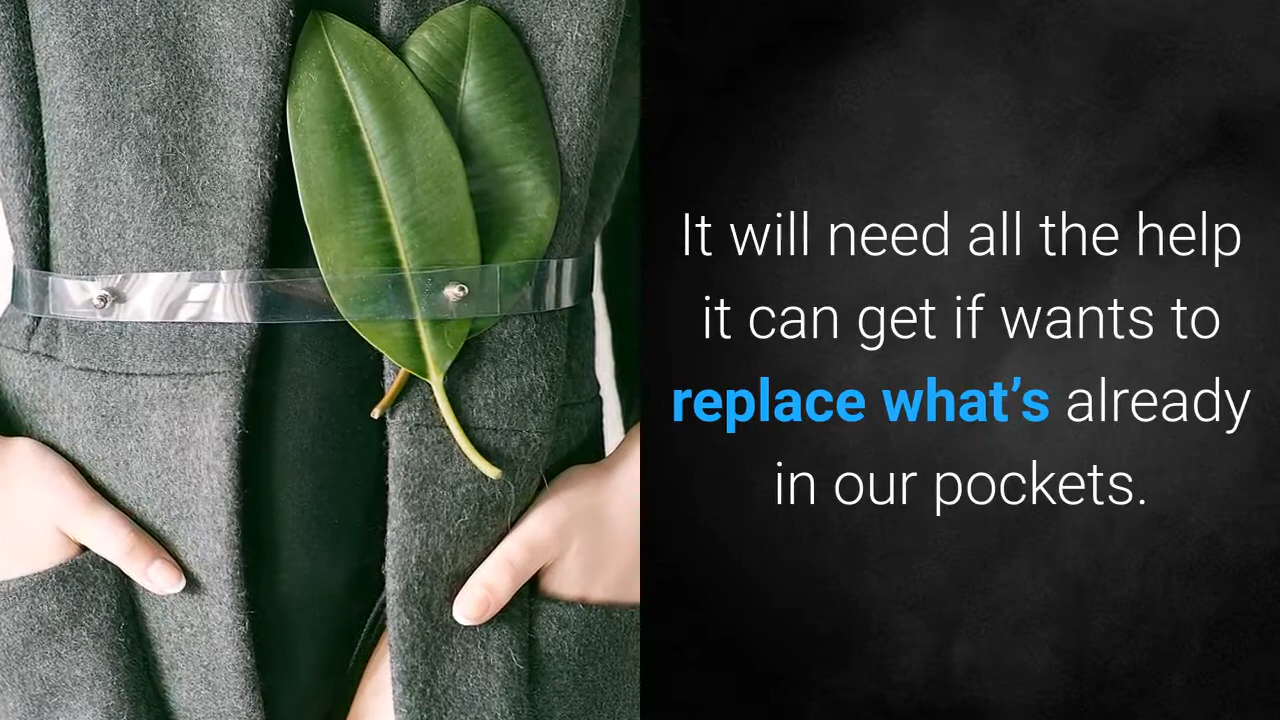 It will need all the help
it can get if wants to
replace what’s already
in our pockets.